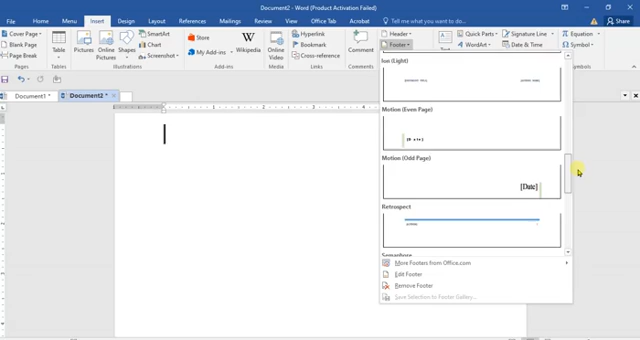 Document2 - Word (Product Activation Failed)
File Home Menu Insert Design Layout References Mailings Review View Office Tab Acrobat Tell me what you want to do... Share
Cover Page
Blank Page
Page Break
Pages
Table
Tables
Pictures
Online Pictures
Shapes
SmartArt
Chart
Screenshot
Illustrations
Store
My Add-ins
Wikipedia
Add-ins
Online Video
Media
Hyperlink
Bookmark
Cross-reference
Links
Comment
Comments
Header
Footer
Quick Parts
WordArt
Signature Line
Date & Time
Equation
Symbol
Symbols
Document1 *
Document2 *
1 2 3 4
Ion (Light)
Motion (Even Page)
Motion (Odd Page)
[Date]
Retrospect
Semaphore
More Footers from Office.com
Edit Footer
Remove Footer
Save Selection to Footer Gallery...